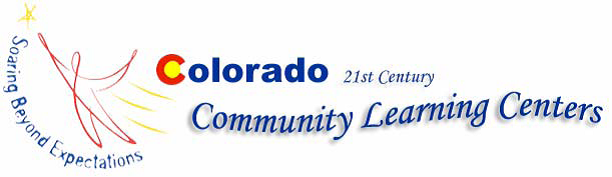 Soaring Beyond Expectations
Colorado 21st Century
Community Learning Centers